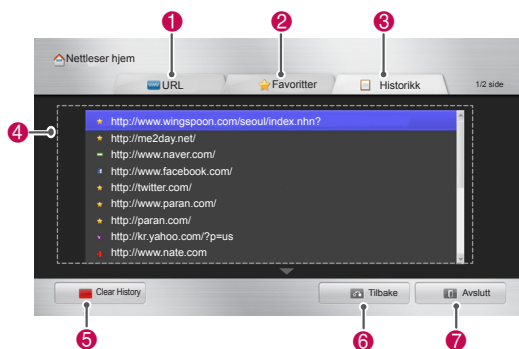 1 2 3
Nettleser hjem
URL Favoritter Historikk 1/2 side
4
http://www.wingspoon.com/seoul/index.nhn?
http://me2day.net/
http://www.naver.com/
http://www.facebook.com/
http://twitter.com/
http://www.paran.com/
http://paran.com/
http://kr.yahoo.com/?p=us
http://www.nate.com
Clear History Tilbake Avslutt
5 6 7